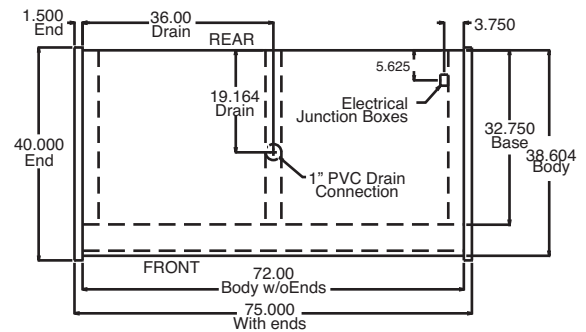 1.500
End
36.00
Drain
REAR
3.750
5.625
19.164
Drain
Electrical
Junction Boxes
40.000
End
32.750
Base
38.604
Body
1” PVC Drain
Connection
FRONT
72.00
Body w/oEnds
75.000
With ends